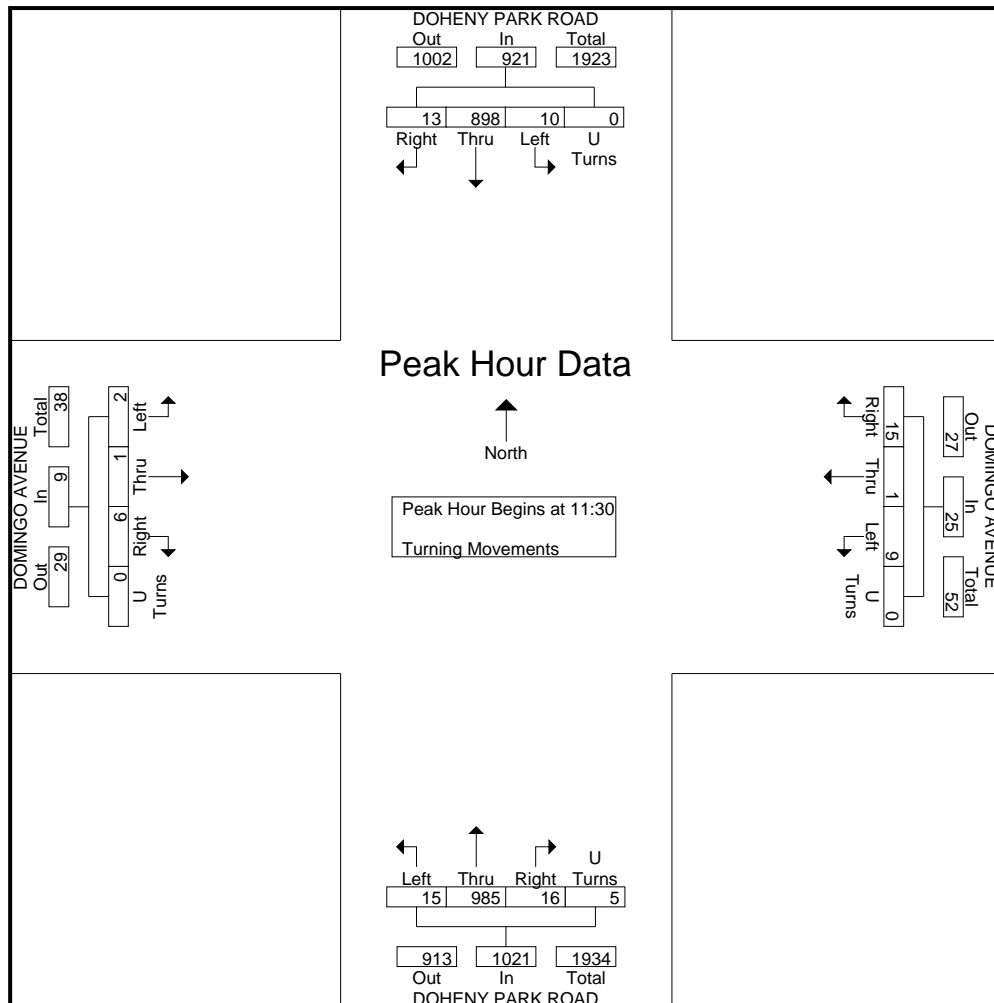 DOHENY PARK ROAD
Out In Total
1002 921 1923
13 898 10 0
Right Thru Left U
Turns
Peak Hour Data
North
Peak Hour Begins at 11:30
Turning Movements
DOMINGO AVENUE
Total In Out
38 9 29
2 1 6 0
Left Thru Right U
Turns
DOMINGO AVENUE
Out In Total
27 25 52
15 1 9 0
Right Thru Left U
Turns
U
Left Thru Right Turns
15 985 16 5
913 1021 1934
Out In Total
DOHENY PARK ROAD